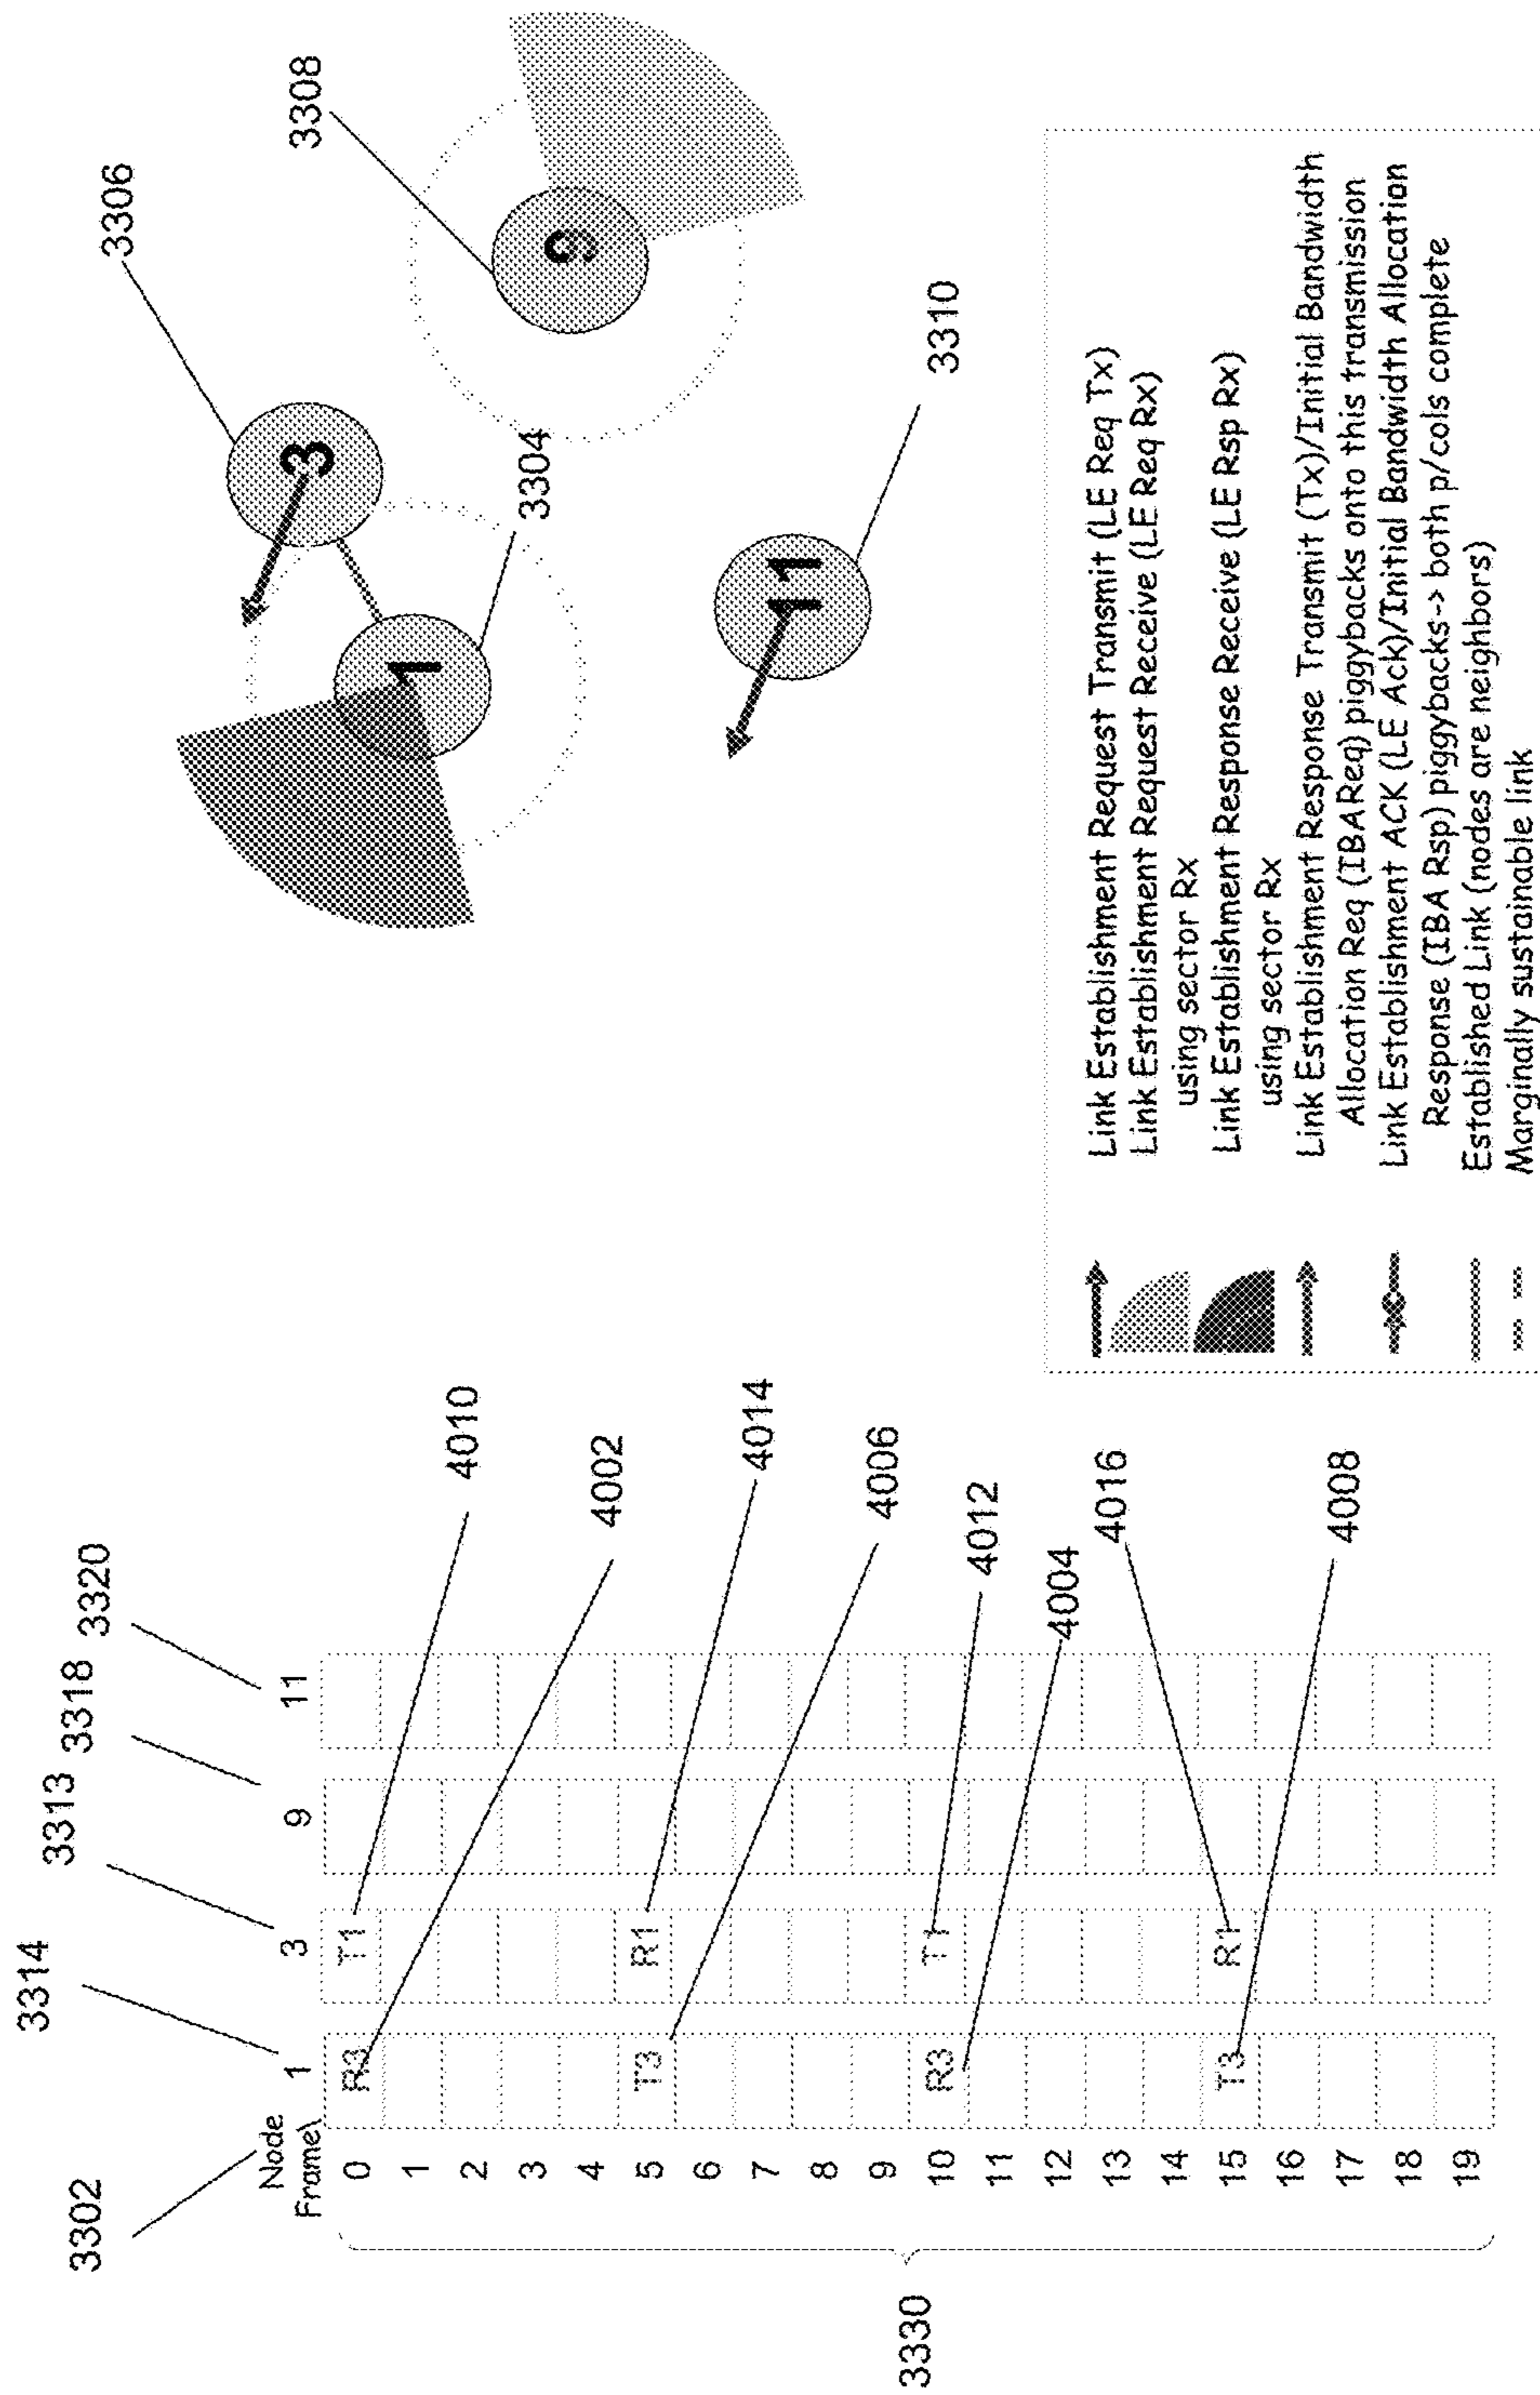 3302
3314
3313
3318
3320
Node
Frame\
1
3
9
11
0
R3
T1
1
2
3
4
5
T3
R1
6
7
8
9
10
R3
T1
11
12
13
14
15
T3
R1
16
17
18
19
3330
4010
4002
4014
4006
4012
4004
4016
4008
3306
3308
3
9
1
3304
11
3310
Link Establishment Request Transmit (LE Req Tx)
Link Establishment Request Receive (LE Req Rx)
using sector Rx
Link Establishment Response Receive (LE Rsp Rx)
using sector Rx
Link Establishment Response Transmit (Tx)/Initial Bandwidth
Allocation Req (IBAReq) piggybacks onto this transmission
Link Establishment ACK (LE Ack)/Initial Bandwidth Allocation
Response (IBA Rsp) piggybacks--> both p/cols complete
Established Link (nodes are neighbors)
Marginally sustainable link